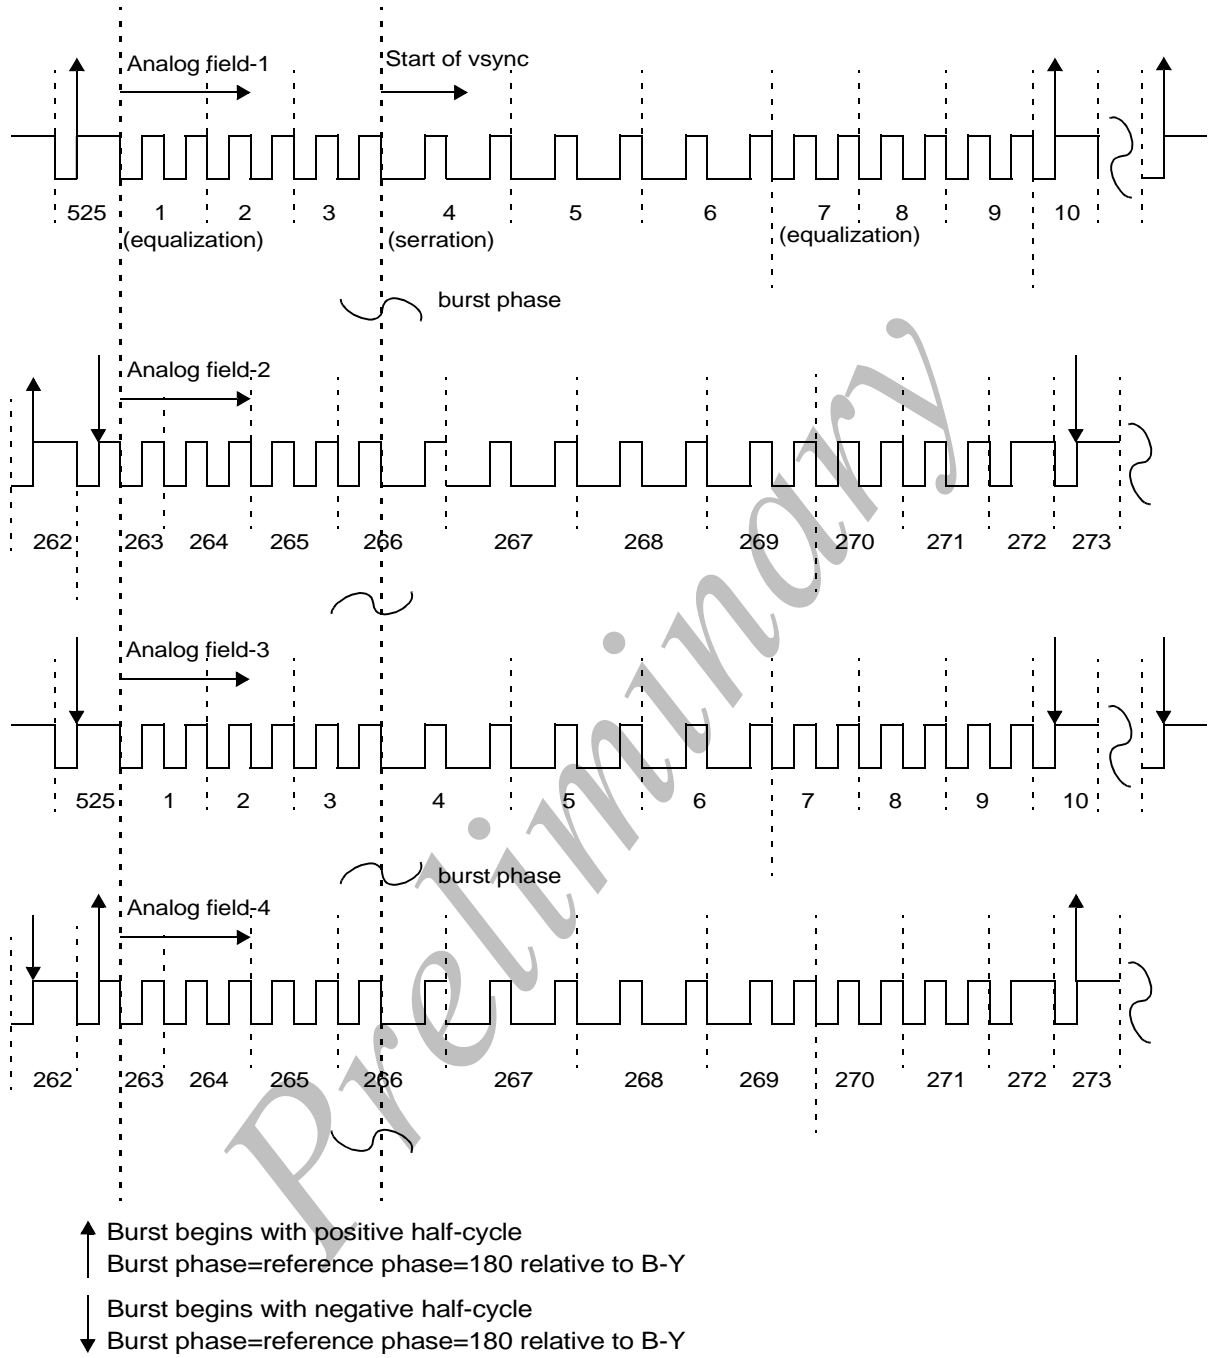 Analog field-1
Start of vsync
525 1 2 3 4 5 6 7 8 9 10
(equalization) (serration) (equalization)
burst phase
Analog field-2
262 263 264 265 266 267 268 269 270 271 272 273
Analog field-3
525 1 2 3 4 5 6 7 8 9 10
burst phase
Analog field-4
262 263 264 265 266 267 268 269 270 271 272 273
Preliminary
Burst begins with positive half-cycle
Burst phase=reference phase=180 relative to B-Y
Burst begins with negative half-cycle
Burst phase=reference phase=180 relative to B-Y